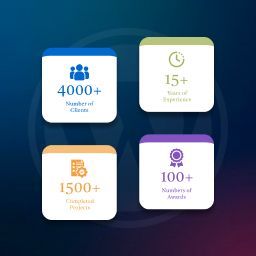 4000+
Number of
Clients
15+
Years of
Experience
1500+
Completed
Projects
100+
Numbers of
Awards